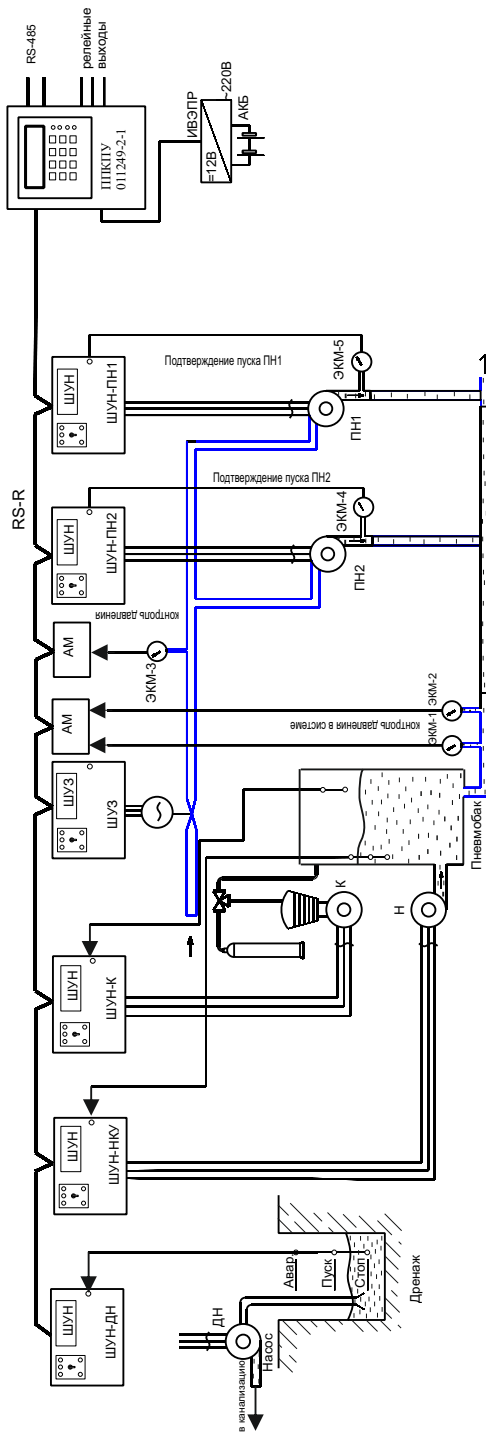 RS-485
релейные
выходы
ППКПУ
011249-2-1
ИВЭПР
=12В
~220В
АКБ
RS-R
ШУН
ШУН-ПН1
Подтверждение пуска ПН1
ЭКМ-5
ПН1
1
ШУН
ШУН-ПН2
Подтверждение пуска ПН2
ЭКМ-4
ПН2
АМ
контроль давления
ЭКМ-3
АМ
контроль давления в системе
ЭКМ-1
ЭКМ-2
ШУЗ
ШУЗ
Пневмобак
ШУН
ШУН-К
К
Н
ШУН
ШУН-НКУ
ШУН
ШУН-ДН
ДН
Насос
в канализацию
Авар
Пуск
Стоп
Дренаж